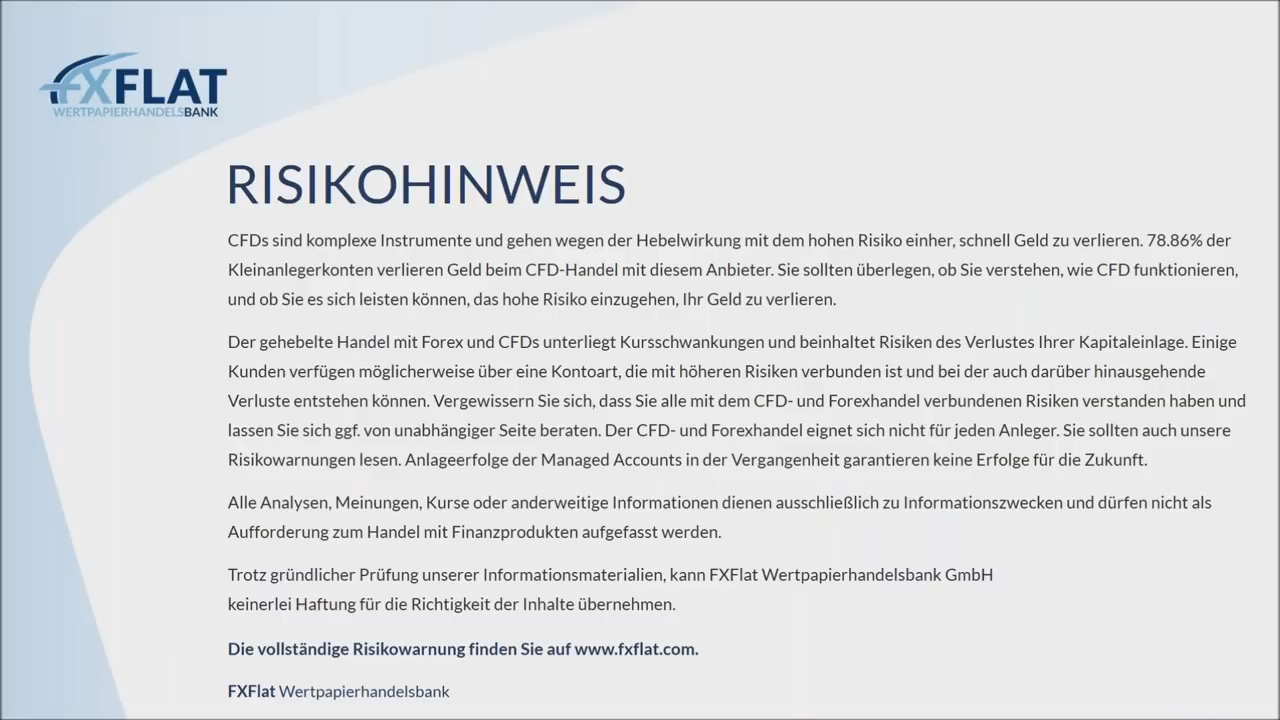 FXFLAT
WERTPAPIERHANDELSBANK
RISIKOHINWEIS
CFDs sind komplexe Instrumente und gehen wegen der Hebelwirkung mit dem hohen Risiko einher, schnell Geld zu verlieren. 78.86% der
Kleinanlegerkonten verlieren Geld beim CFD-Handel mit diesem Anbieter. Sie sollten überlegen, ob Sie verstehen, wie CFD funktionieren,
und ob Sie es sich leisten können, das hohe Risiko einzugehen, Ihr Geld zu verlieren.
Der gehebelte Handel mit Forex und CFDs unterliegt Kursschwankungen und beinhaltet Risiken des Verlustes Ihrer Kapitaleinlage. Einige
Kunden verfügen möglicherweise über eine Kontoart, die mit höheren Risiken verbunden ist und bei der auch darüber hinausgehende
Verluste entstehen können. Vergewissern Sie sich, dass Sie alle mit dem CFD- und Forexhandel verbundenen Risiken verstanden haben und
lassen Sie sich ggf. von unabhängiger Seite beraten. Der CFD- und Forexhandel eignet sich nicht für jeden Anleger. Sie sollten auch unsere
Risikowarnungen lesen. Anlageerfolge der Managed Accounts in der Vergangenheit garantieren keine Erfolge für die Zukunft.
Alle Analysen, Meinungen, Kurse oder anderweitige Informationen dienen ausschließlich zu Informationszwecken und dürfen nicht als
Aufforderung zum Handel mit Finanzprodukten aufgefasst werden.
Trotz gründlicher Prüfung unserer Informationsmaterialien, kann FXFlat Wertpapierhandelsbank GmbH
keinerlei Haftung für die Richtigkeit der Inhalte übernehmen.
Die vollständige Risikowarnung finden Sie auf www.fxflat.com.
FXFlat Wertpapierhandelsbank